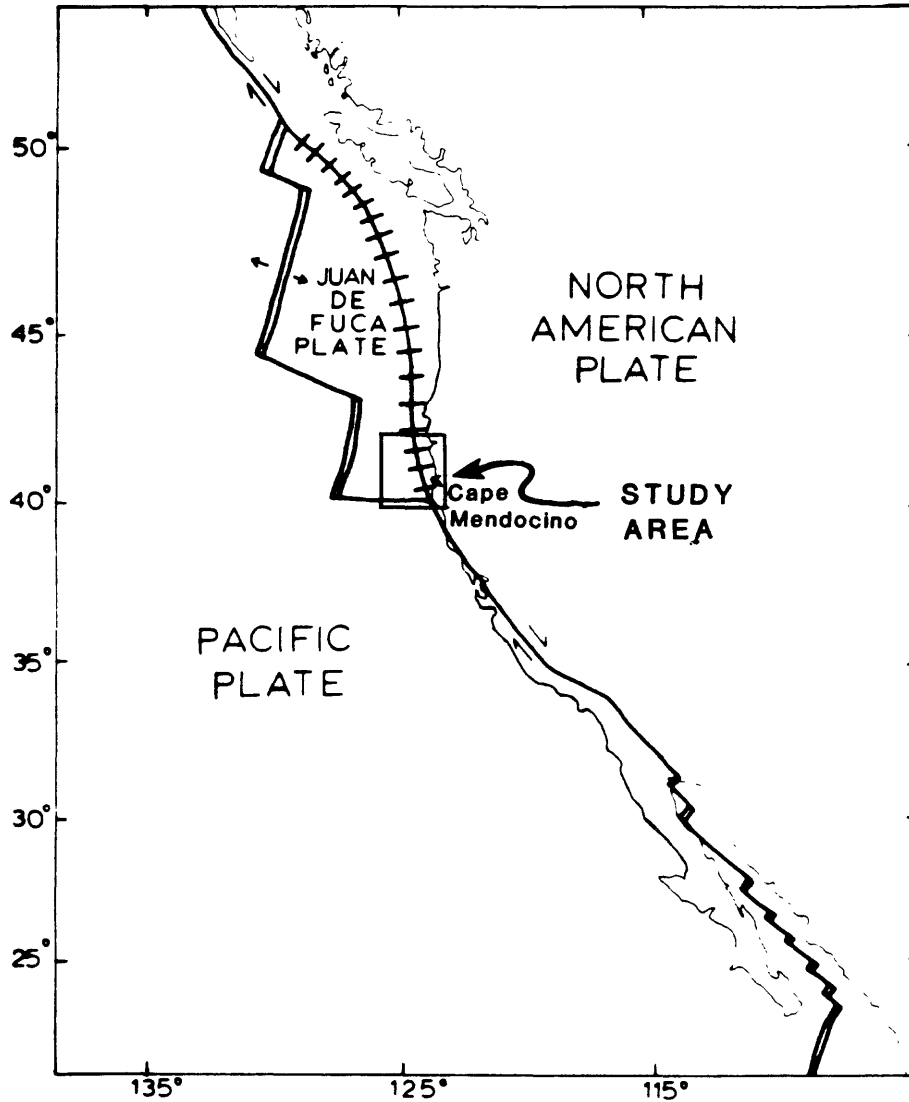 50°
45°
40°
35°
30°
25°
135°
125°
115°
JUAN
DE
FUCA
PLATE
NORTH
AMERICAN
PLATE
Cape
Mendocino
STUDY
AREA
PACIFIC
PLATE